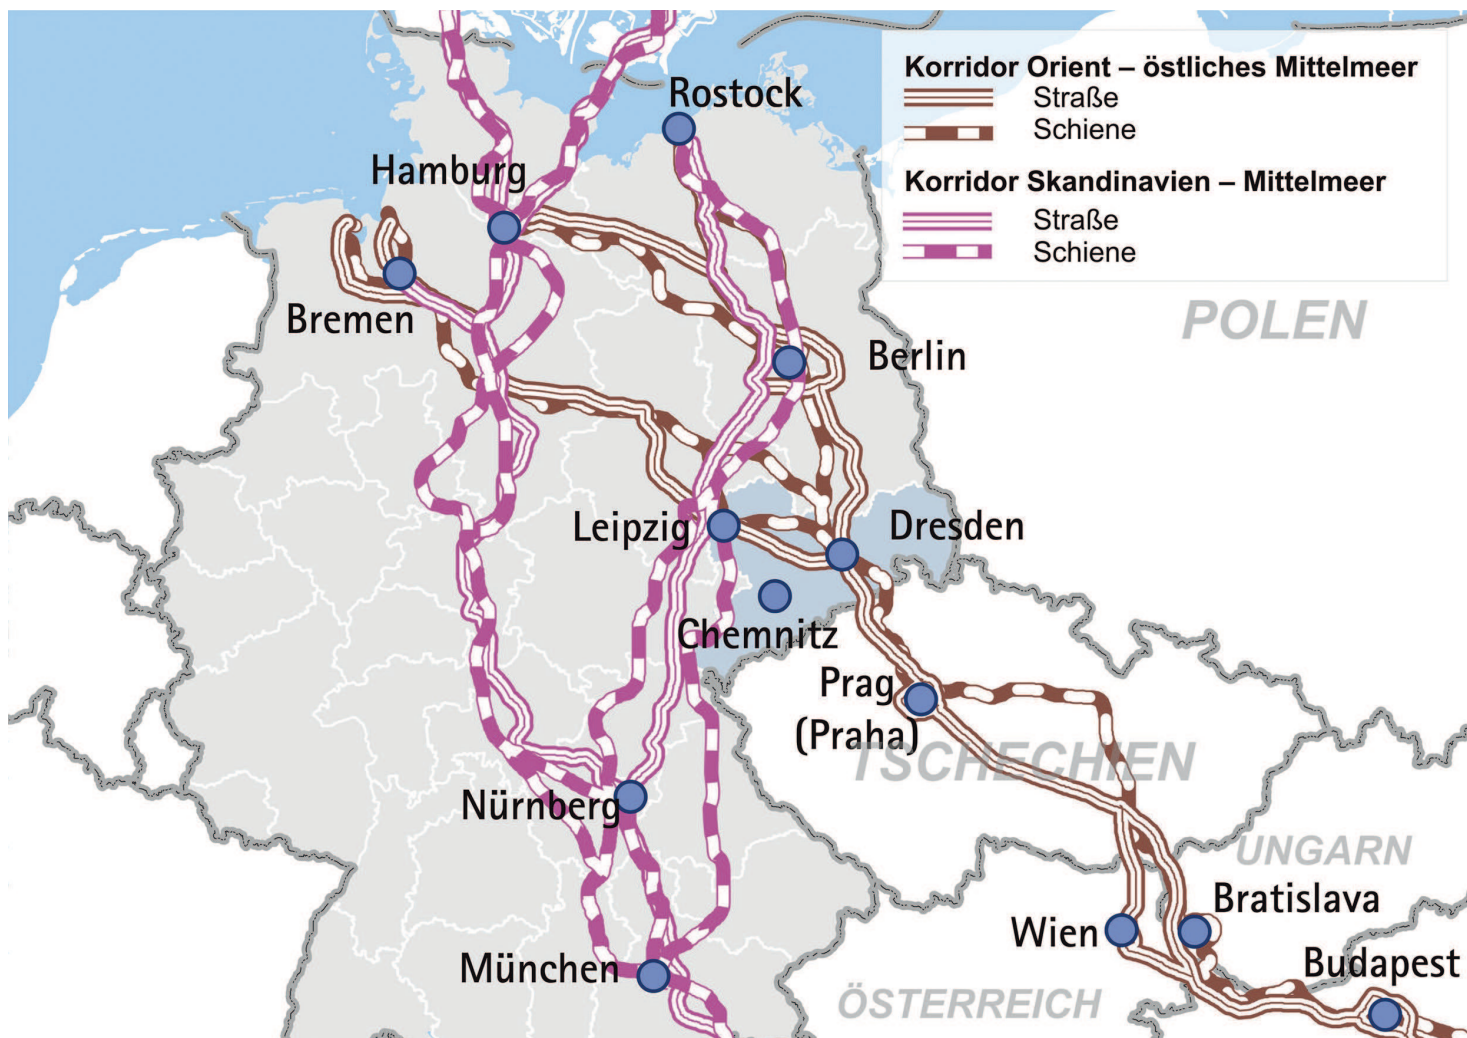 Korridor Orient – östliches Mittelmeer
Straße
Schiene
Korridor Skandinavien – Mittelmeer
Straße
Schiene
Rostock
Hamburg
Bremen
POLEN
Berlin
Leipzig
Dresden
Chemnitz
Prag
(Praha)
TSCHECHIEN
Nürnberg
UNGARN
Bratislava
Wien
München
Budapest
ÖSTERREICH